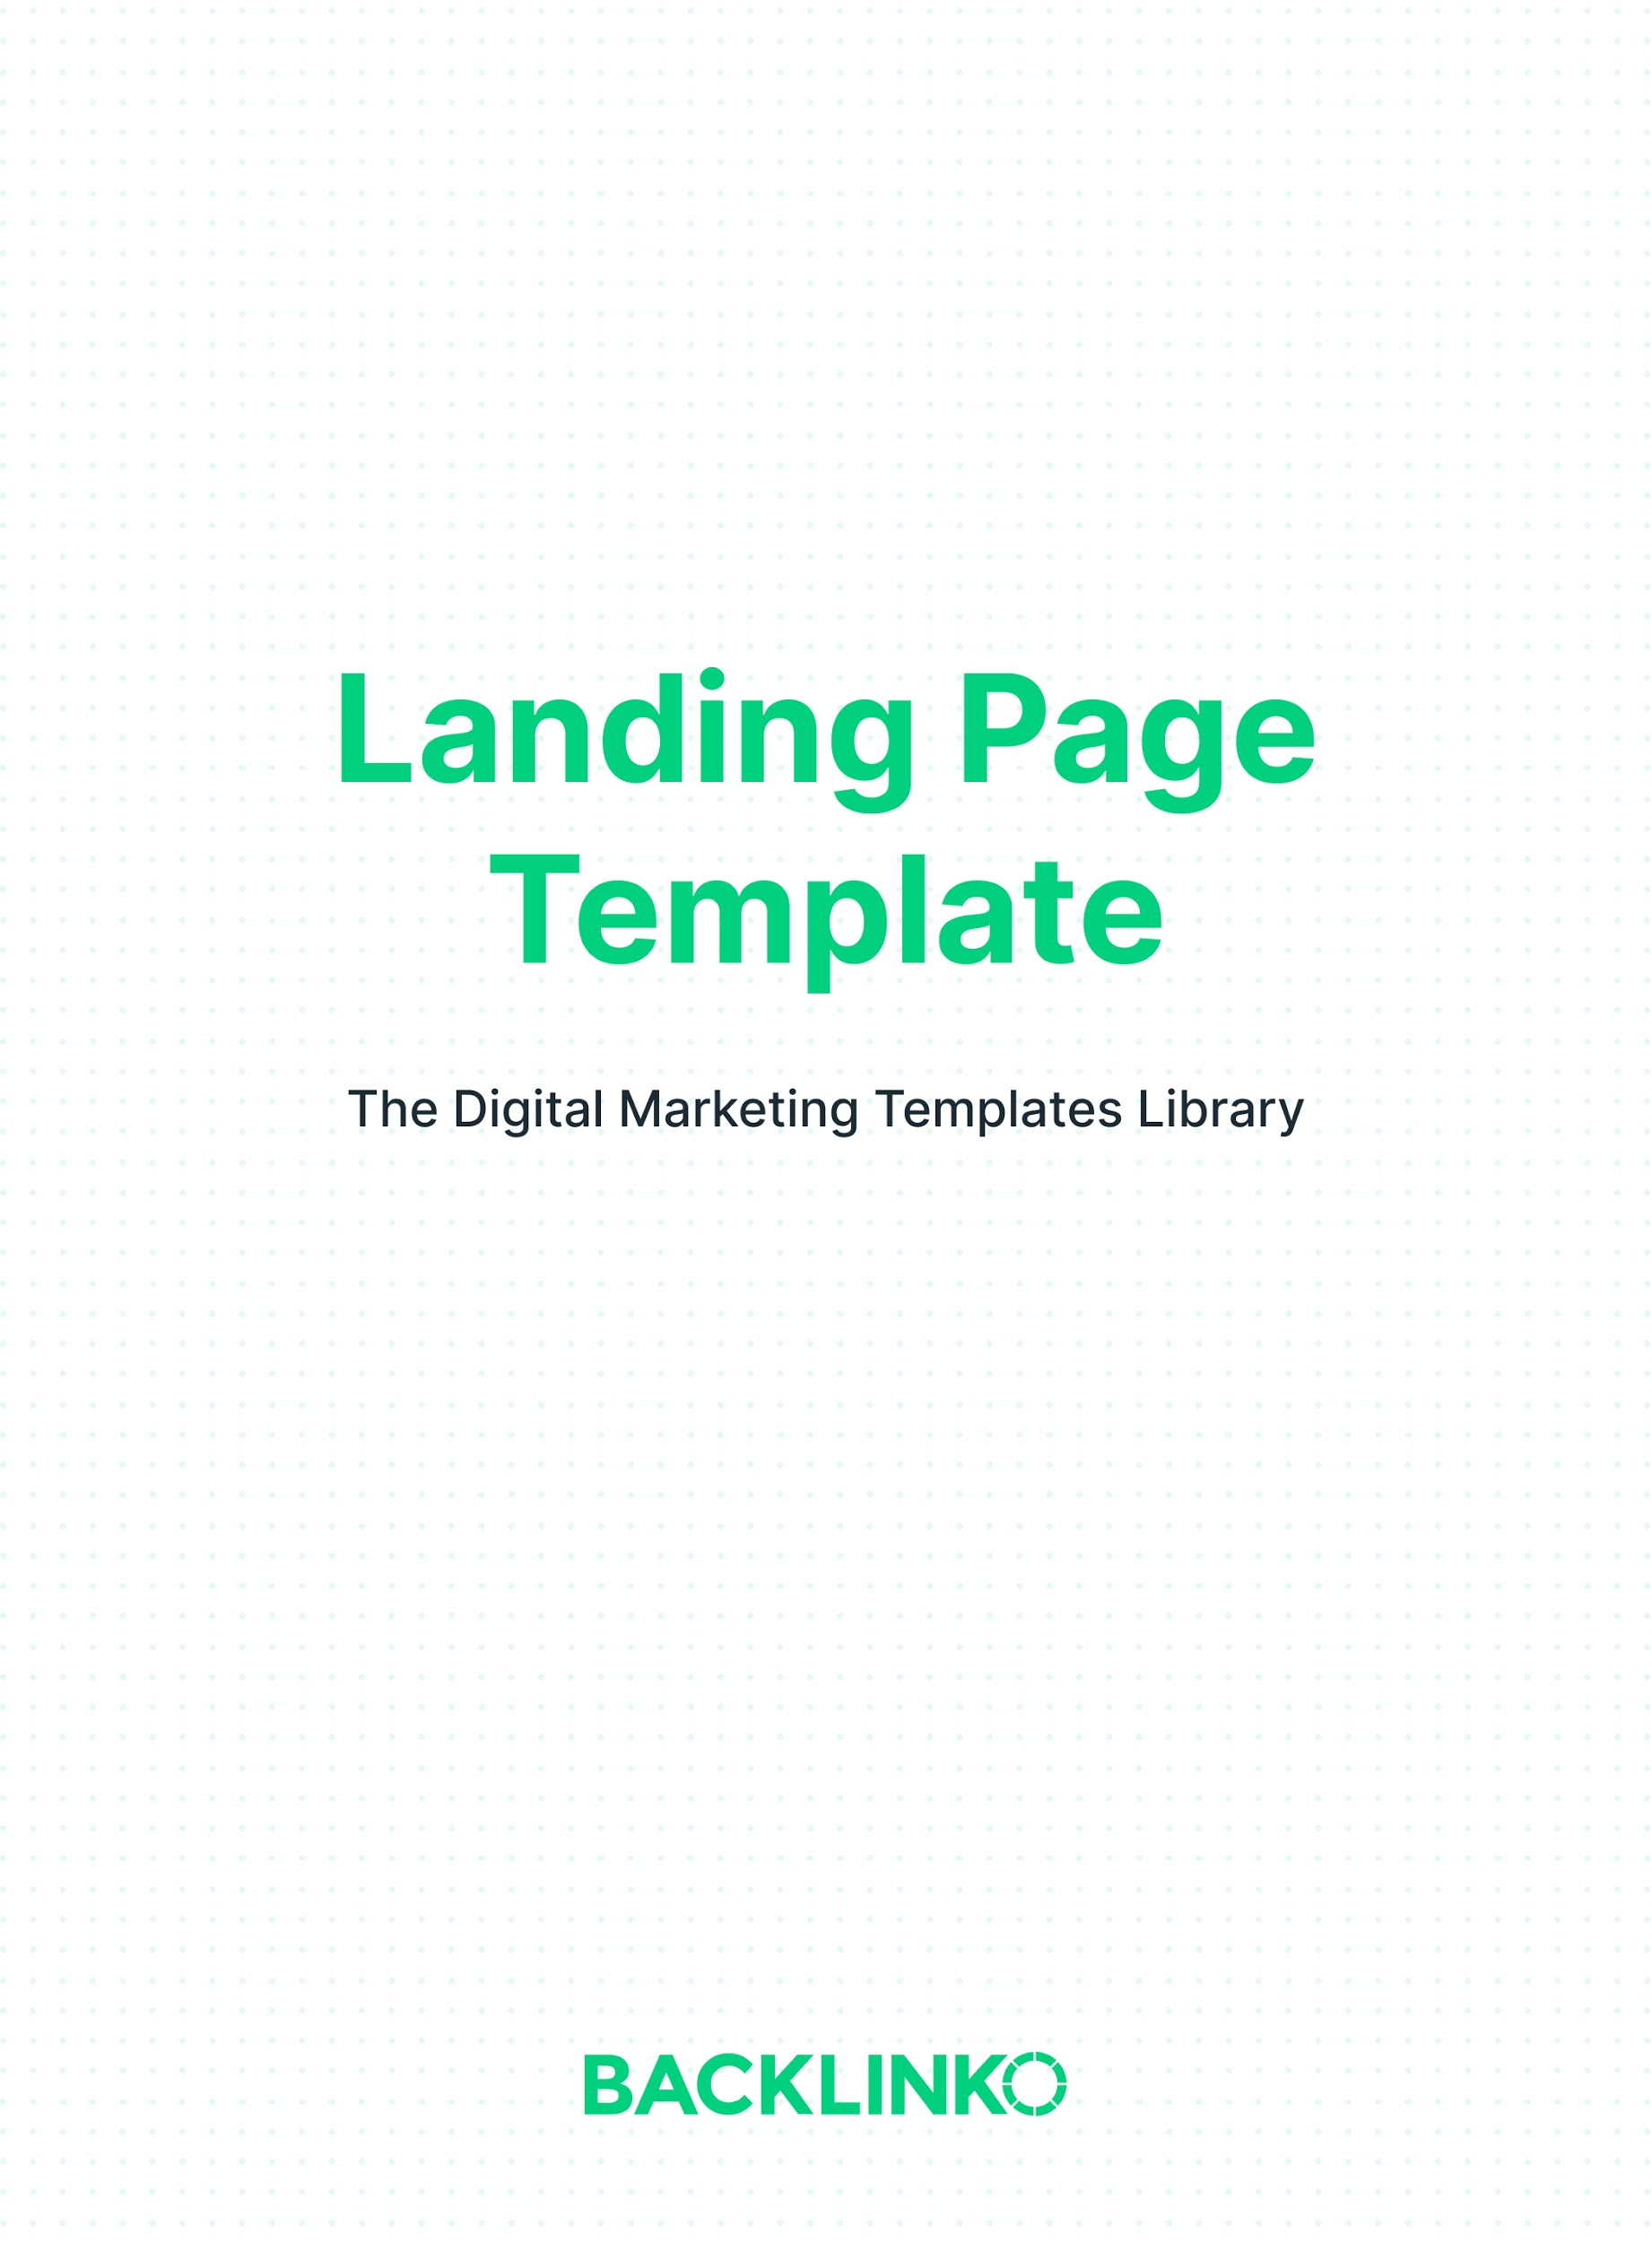 Landing Page
Template
The Digital Marketing Templates Library
BACKLINKO